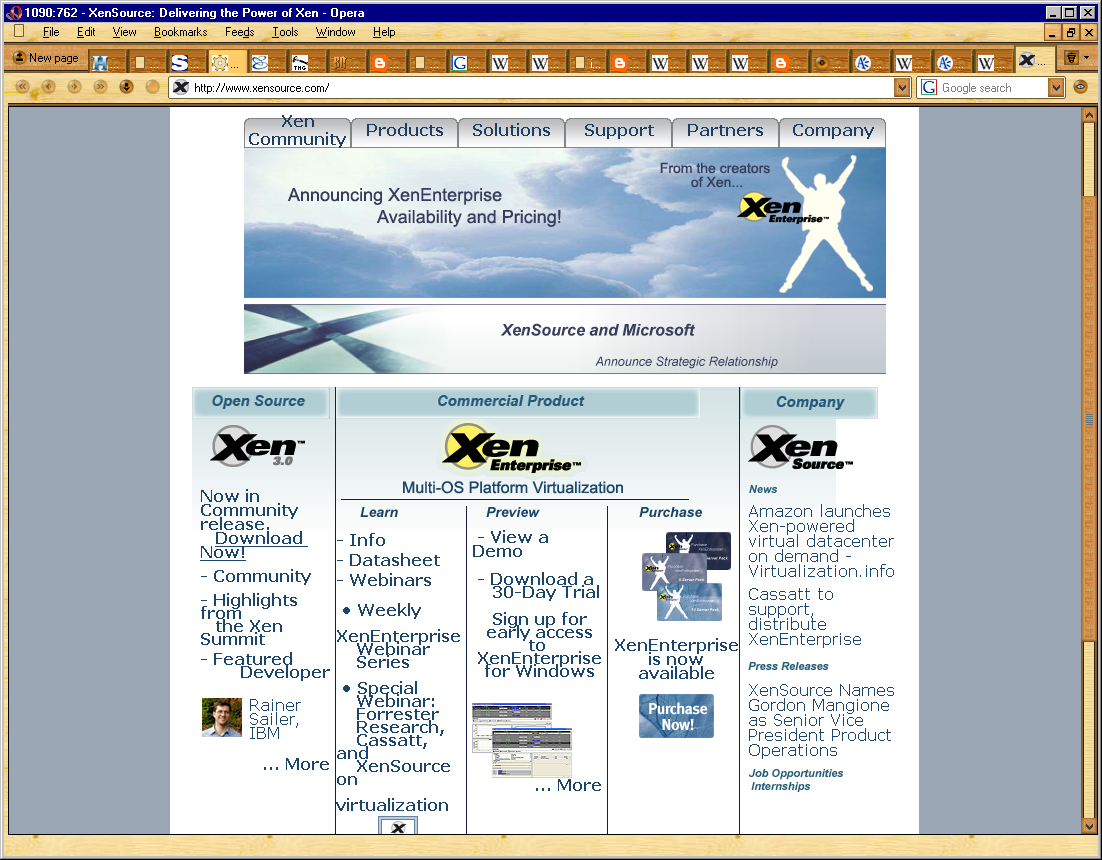 1090:762 - XenSource: Delivering the Power of Xen - Opera
File Edit View Bookmarks Feeds Tools Window Help
New page
http://www.xensource.com/
Google search
Xen Community
Products
Solutions
Support
Partners
Company
Announcing XenEnterprise
Availability and Pricing!
From the creators
of Xen...
Xen
Enterprise™
XenSource and Microsoft
Announce Strategic Relationship
Open Source
Xen™
3.0
Now in
Community
release.
Download
Now!
- Community
- Highlights
from
the Xen
Summit
- Featured
Developer
Rainer
Sailer,
IBM
... More
Commercial Product
Xen
Enterprise™
Multi-OS Platform Virtualization
Learn
- Info
- Datasheet
- Webinars
• Weekly
XenEnterprise
Webinar
Series
• Special
Webinar:
Forrester
Research,
Cassatt,
and
XenSource
on
virtualization
Preview
- View a
Demo
- Download a
30-Day Trial
Sign up for
early access
to
XenEnterprise
for Windows
... More
Purchase
XenEnterprise
is now
available
Purchase
Now!
Company
Xen
Source™
News
Amazon launches
Xen-powered
virtual datacenter
on demand -
Virtualization.info
Cassatt to
support,
distribute
XenEnterprise
Press Releases
XenSource Names
Gordon Mangione
as Senior Vice
President Product
Operations
Job Opportunities
Internships